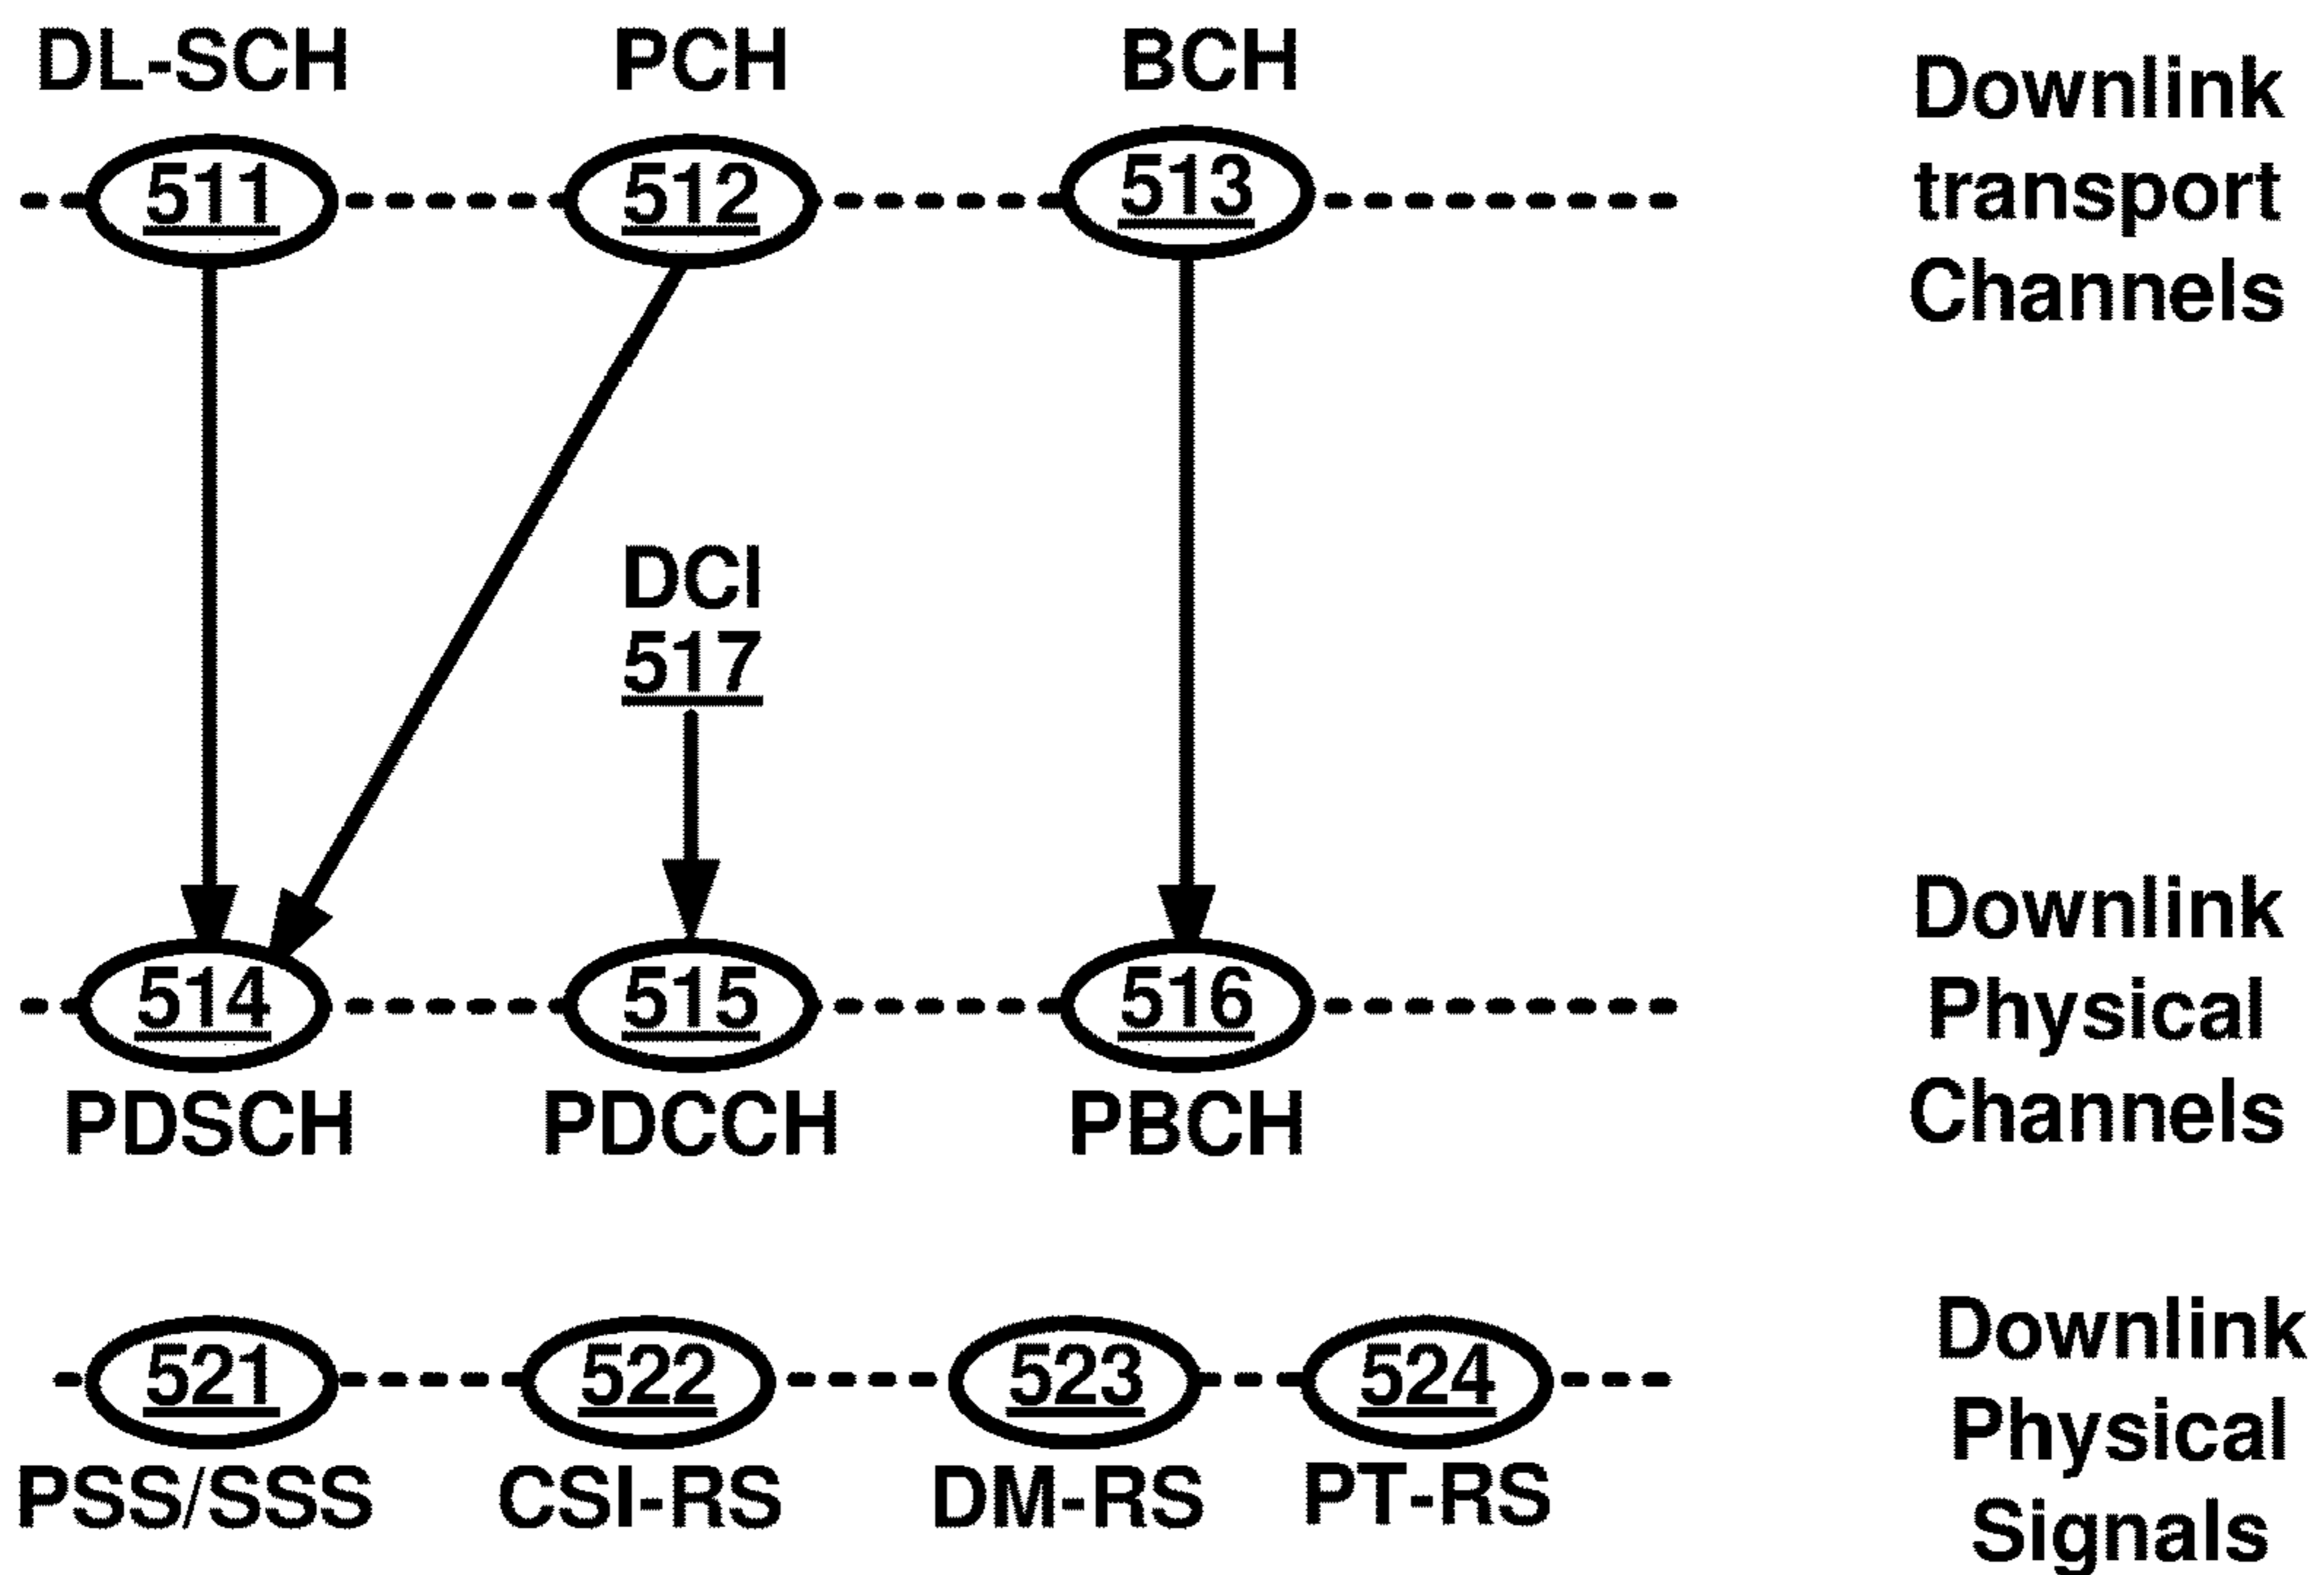 DL-SCH PCH BCH
511 512 513
Downlink
transport
Channels
DCI
517
514 515 516
PDSCH PDCCH PBCH
Downlink
Physical
Channels
521 522 523 524
PSS/SSS CSI-RS DM-RS PT-RS
Downlink
Physical
Signals